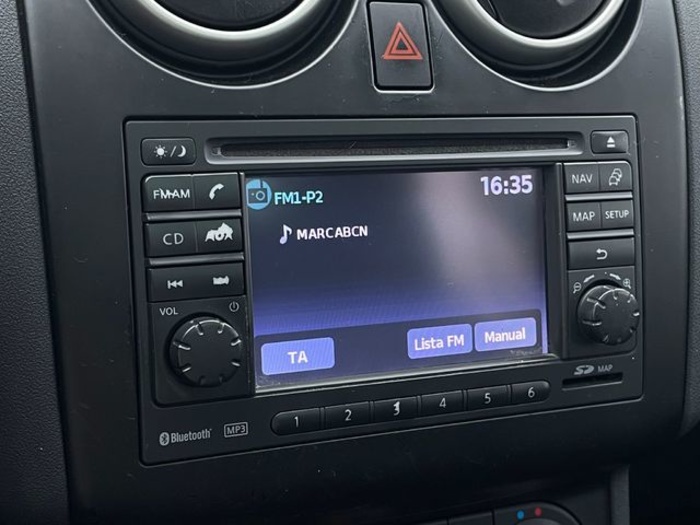 FM-AM
NAV
CD
AUX
MAP
SETUP
VOL
FM1-P2
16:35
MARCABCN
TA
Lista FM
Manual
SD MAP
1 2 3 4 5 6
Bluetooth
MP3